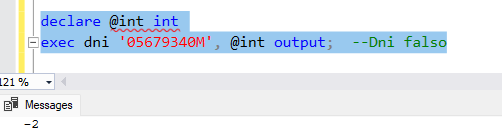 declare @int int
exec dni '05679340M', @int output;  --Dni falso
121 %
Messages
-2